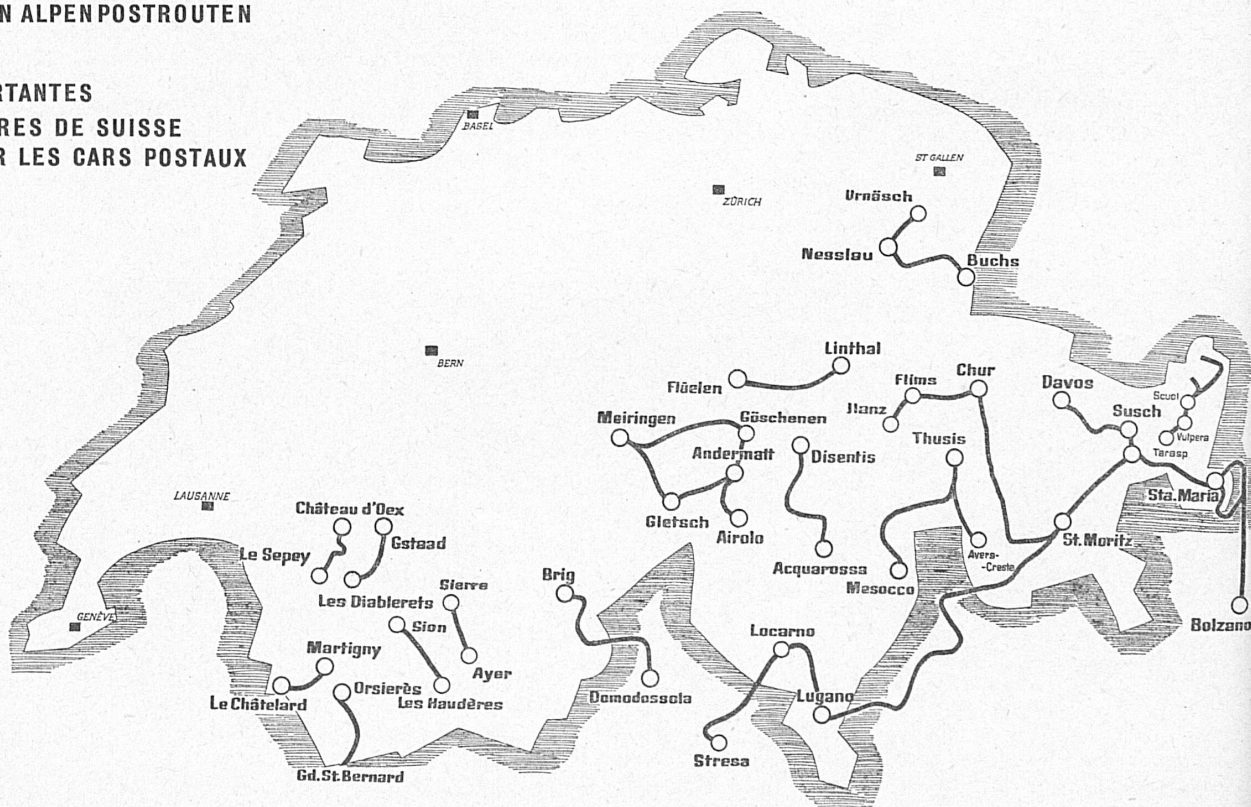 N ALPENPOSTROUTEN
RTANTES
RES DE SUISSE
R LES CARS POSTAUX
BASEL
ST GALLEN
ZÜRICH
Urnäsch
Nesslau
Buchs
BERN
Linthal
Flüelen
Flims
Chur
Davos
Scuol
Ilanz
Susch
Meiringen
Göschenen
Vulpera
Thusis
Tarasp
Andermatt
Disentis
LAUSANNE
Sta.Maria
Château d'Oex
Gletsch
Airolo
St.Moritz
Gstaad
Avers-
-Creste
Le Sepey
Acquarossa
Mesocco
Brig
Sierre
Les Diablerets
GENÈVE
Sion
Bolzano
Locarno
Martigny
Ayer
Orsierès
Le Châtelard
Les Haudères
Domodossola
Lugano
Stresa
Gd.St.Bernard